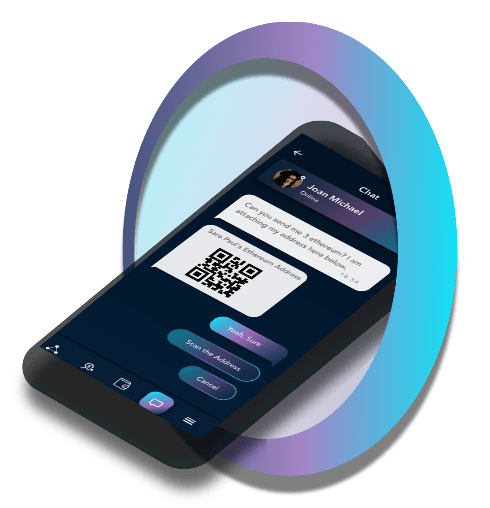 Chat
Joan Michael
Online
Can you send me 3 ethereum? I am
attaching my address here below.
Sara Paul's Ethereum Address
Yeah, Sure
Scan the Address
Cancel